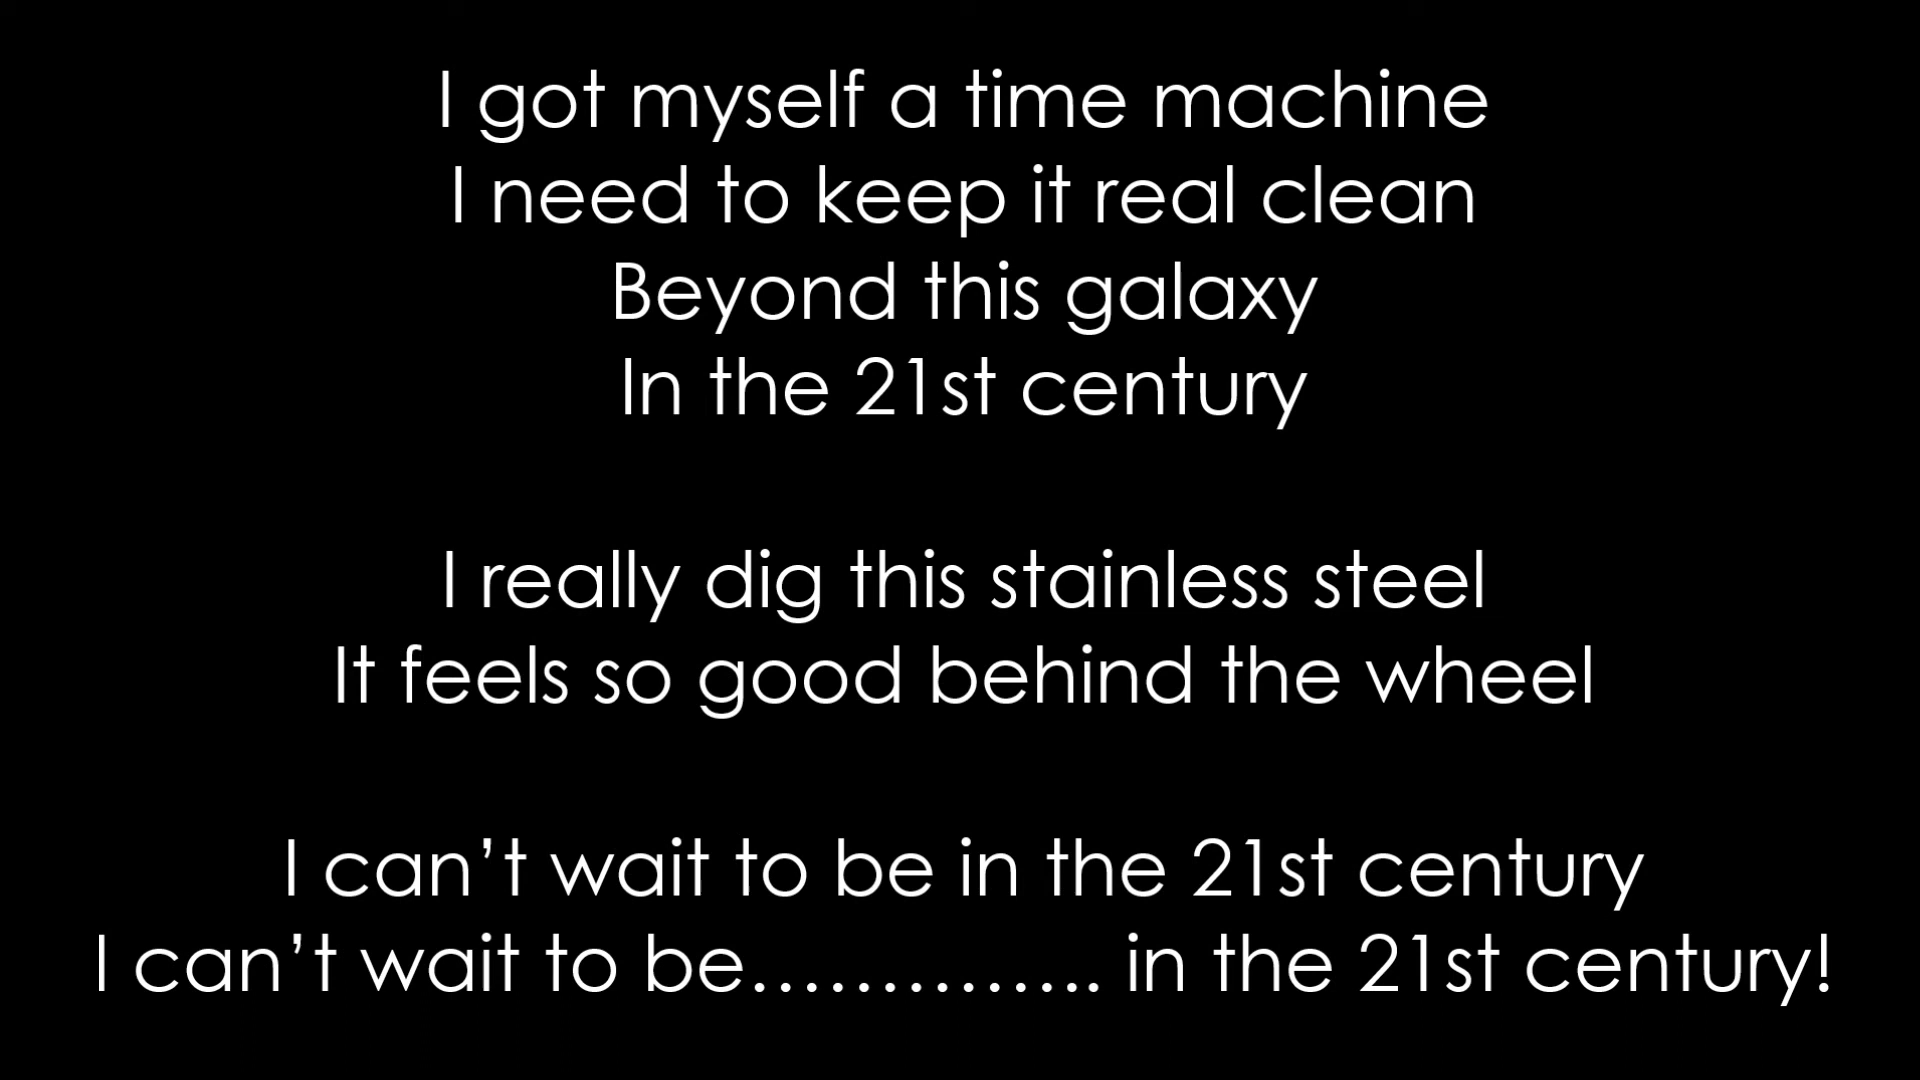 I got myself a time machine
I need to keep it real clean
Beyond this galaxy
In the 21st century
I really dig this stainless steel
It feels so good behind the wheel
I can’t wait to be in the 21st century
I can’t wait to be………….. in the 21st century!